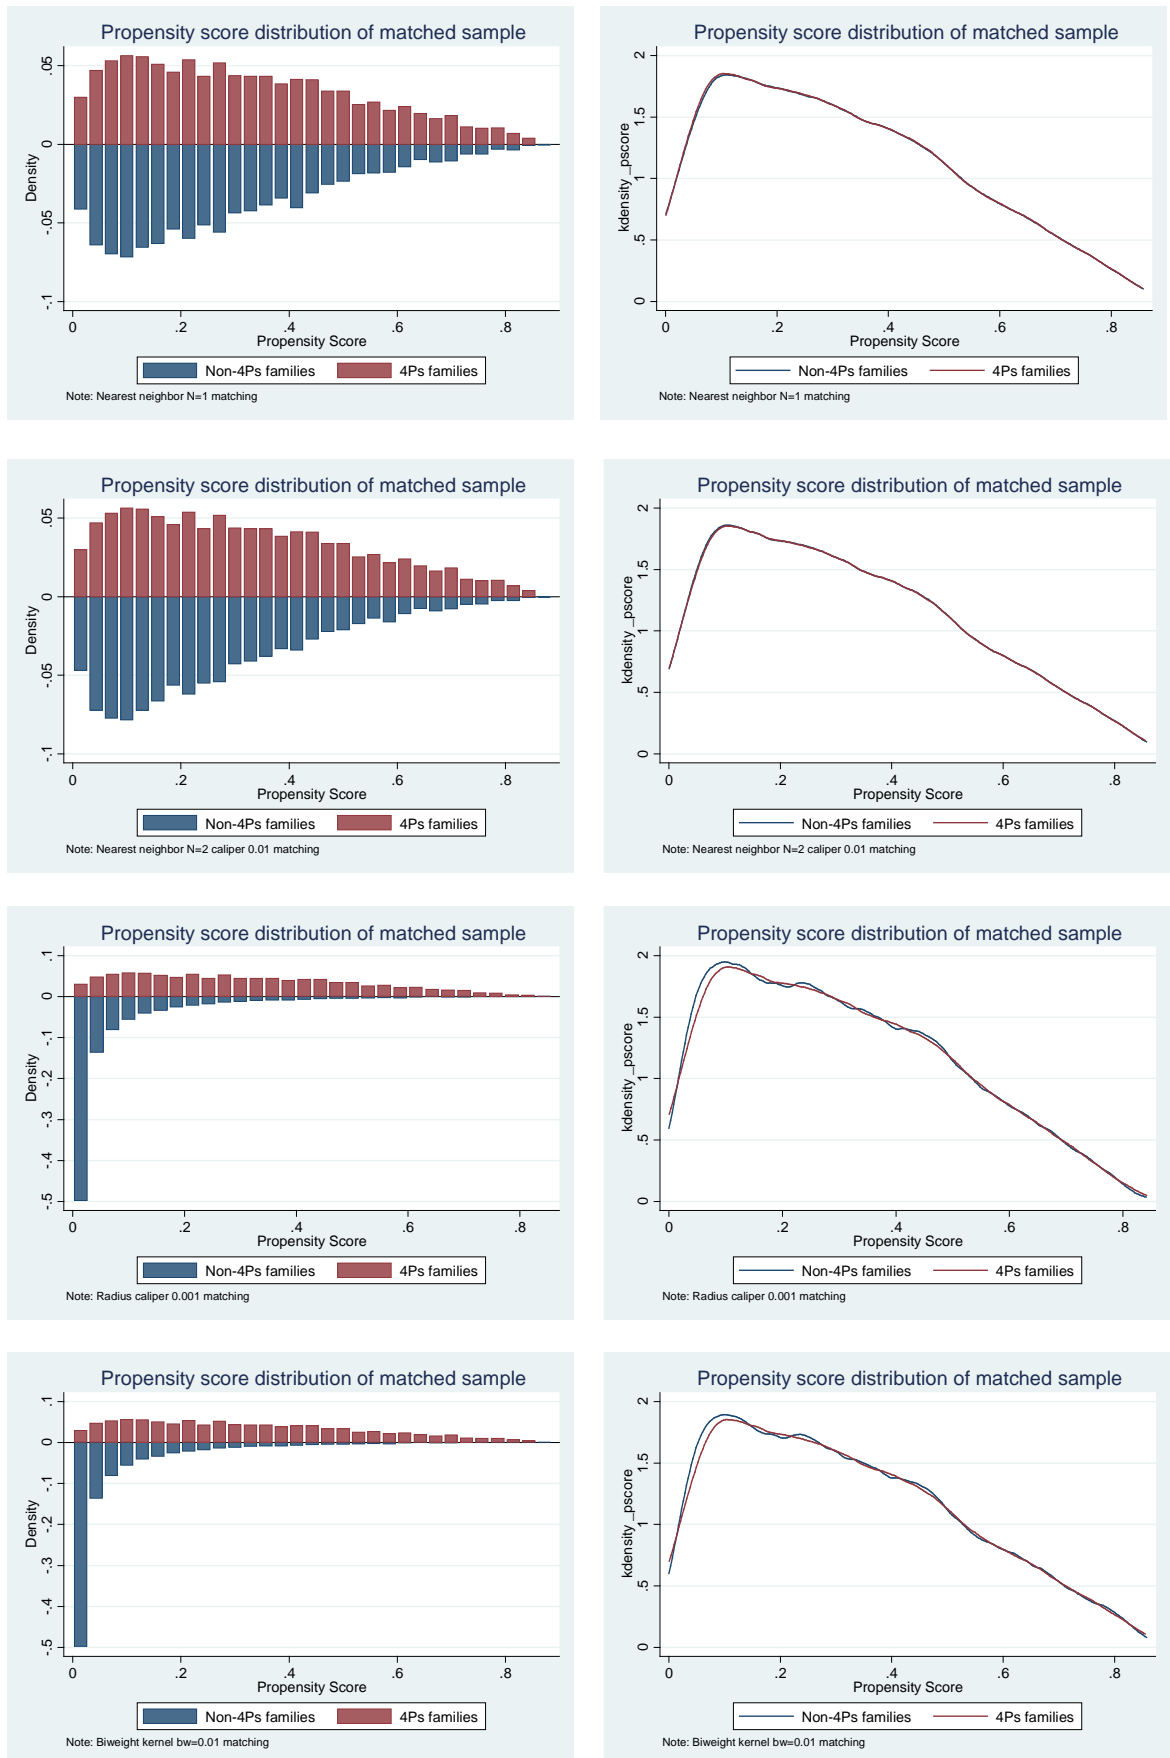 Propensity score distribution of matched sample
.05
0
-.05
-.1
Density
0 .2 .4 .6 .8
Propensity Score
Non-4Ps families 4Ps families
Note: Nearest neighbor N=1 matching
Propensity score distribution of matched sample
2
1.5
1
.5
0
kdensity _pscore
0 .2 .4 .6 .8
Propensity Score
Non-4Ps families 4Ps families
Note: Nearest neighbor N=1 matching
Propensity score distribution of matched sample
.05
0
-.05
-.1
Density
0 .2 .4 .6 .8
Propensity Score
Non-4Ps families 4Ps families
Note: Nearest neighbor N=2 caliper 0.01 matching
Propensity score distribution of matched sample
2
1.5
1
.5
0
kdensity _pscore
0 .2 .4 .6 .8
Propensity Score
Non-4Ps families 4Ps families
Note: Nearest neighbor N=2 caliper 0.01 matching
Propensity score distribution of matched sample
.1
0
-.1
-.2
-.3
-.4
-.5
Density
0 .2 .4 .6 .8
Propensity Score
Non-4Ps families 4Ps families
Note: Radius caliper 0.001 matching
Propensity score distribution of matched sample
2
1.5
1
.5
0
kdensity _pscore
0 .2 .4 .6 .8
Propensity Score
Non-4Ps families 4Ps families
Note: Radius caliper 0.001 matching
Propensity score distribution of matched sample
.1
0
-.1
-.2
-.3
-.4
-.5
Density
0 .2 .4 .6 .8
Propensity Score
Non-4Ps families 4Ps families
Note: Biweight kernel bw=0.01 matching
Propensity score distribution of matched sample
2
1.5
1
.5
0
kdensity _pscore
0 .2 .4 .6 .8
Propensity Score
Non-4Ps families 4Ps families
Note: Biweight kernel bw=0.01 matching